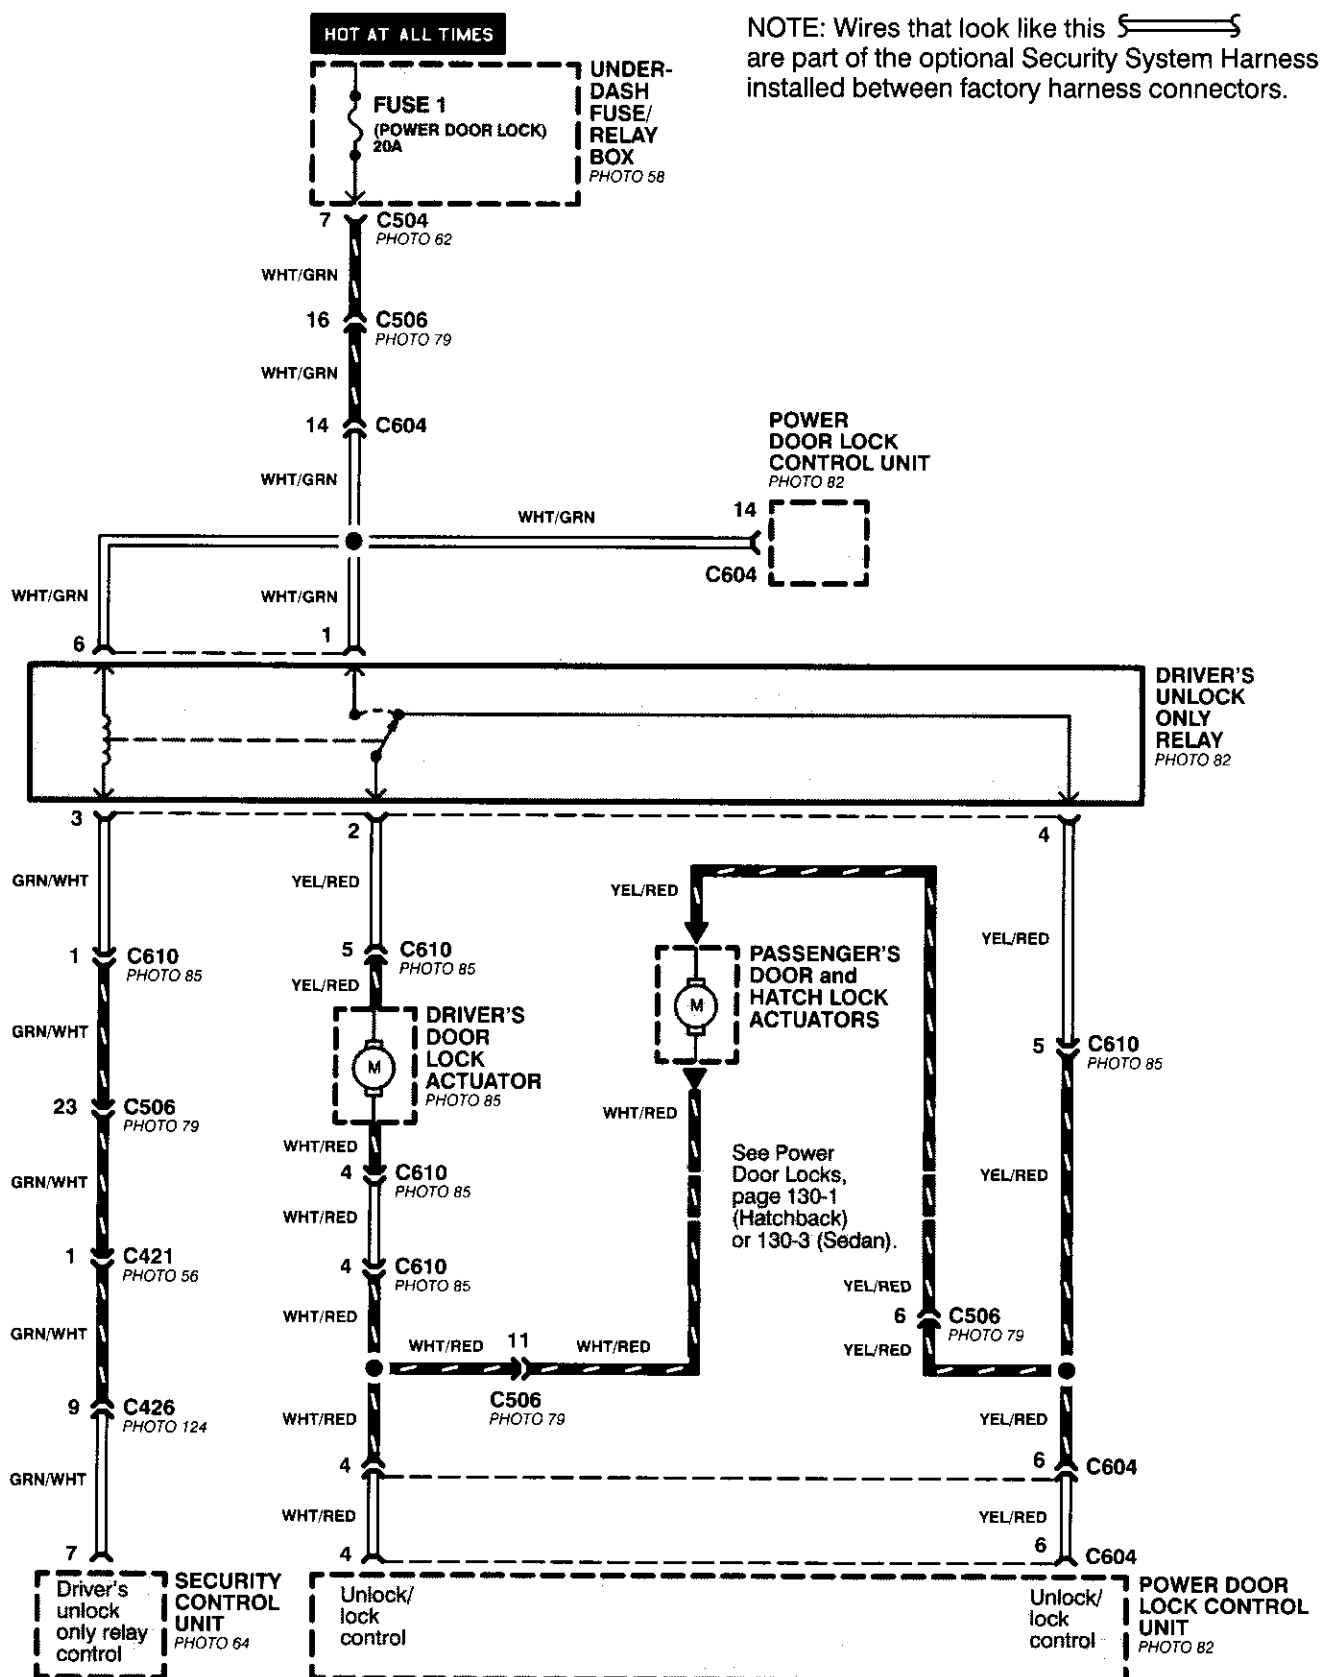 HOT AT ALL TIMES
NOTE: Wires that look like this
are part of the optional Security System Harness
installed between factory harness connectors.
UNDER-
DASH
FUSE/
RELAY
BOX
PHOTO 58
FUSE 1
(POWER DOOR LOCK)
20A
7
C504
PHOTO 62
WHT/GRN
16
C506
PHOTO 79
WHT/GRN
14
C604
WHT/GRN
POWER
DOOR LOCK
CONTROL UNIT
PHOTO 82
WHT/GRN
14
C604
WHT/GRN
WHT/GRN
6
1
DRIVER'S
UNLOCK
ONLY
RELAY
PHOTO 82
3
2
4
GRN/WHT
YEL/RED
YEL/RED
YEL/RED
1
C610
PHOTO 85
5
C610
PHOTO 85
YEL/RED
PASSENGER'S
DOOR and
HATCH LOCK
ACTUATORS
M
DRIVER'S
DOOR
LOCK
ACTUATOR
PHOTO 85
M
5
C610
PHOTO 85
GRN/WHT
23
C506
PHOTO 79
WHT/RED
WHT/RED
4
C610
PHOTO 85
See Power
Door Locks,
page 130-1
(Hatchback)
or 130-3 (Sedan).
YEL/RED
GRN/WHT
WHT/RED
1
C421
PHOTO 56
4
C610
PHOTO 85
YEL/RED
6
C506
PHOTO 79
YEL/RED
GRN/WHT
WHT/RED
WHT/RED
11
WHT/RED
C506
PHOTO 79
9
C426
PHOTO 124
WHT/RED
YEL/RED
4
6
C604
GRN/WHT
WHT/RED
YEL/RED
7
4
6
C604
Driver's
unlock
only relay
control
SECURITY
CONTROL
UNIT
PHOTO 64
Unlock/
lock
control
Unlock/
lock
control
POWER DOOR
LOCK CONTROL
UNIT
PHOTO 82